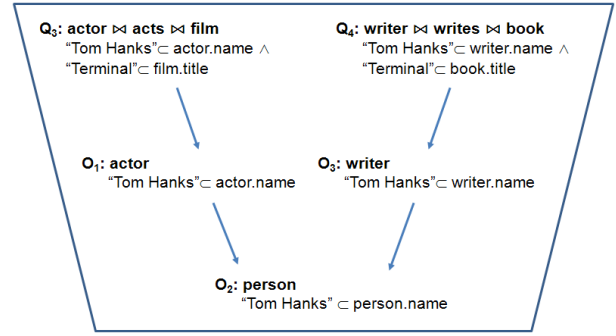 Q₃: actor ⋈ acts ⋈ film
“Tom Hanks”⊂ actor.name ∧
“Terminal”⊂ film.title
Q₄: writer ⋈ writes ⋈ book
“Tom Hanks”⊂ writer.name ∧
“Terminal”⊂ book.title
O₁: actor
“Tom Hanks”⊂ actor.name
O₃: writer
“Tom Hanks”⊂ writer.name
O₂: person
“Tom Hanks” ⊂ person.name